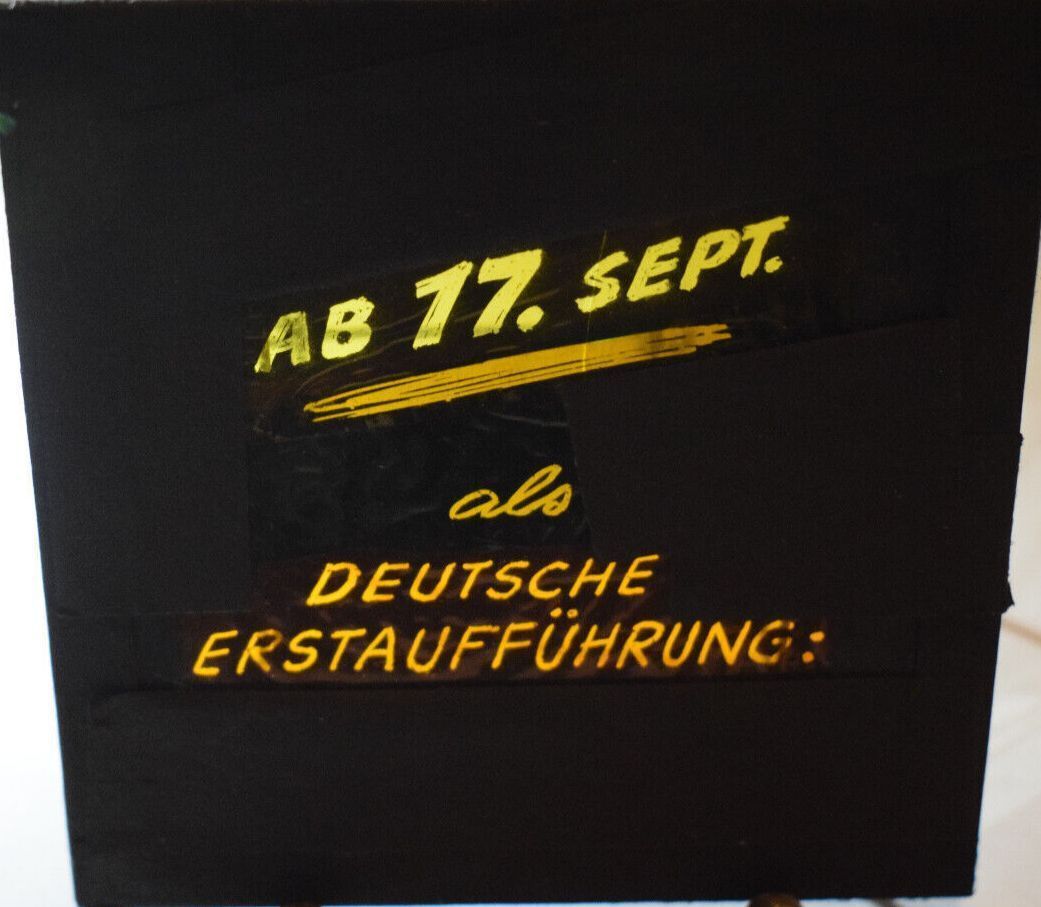 AB 17. SEPT.
als
DEUTSCHE
ERSTAUFFÜHRUNG: